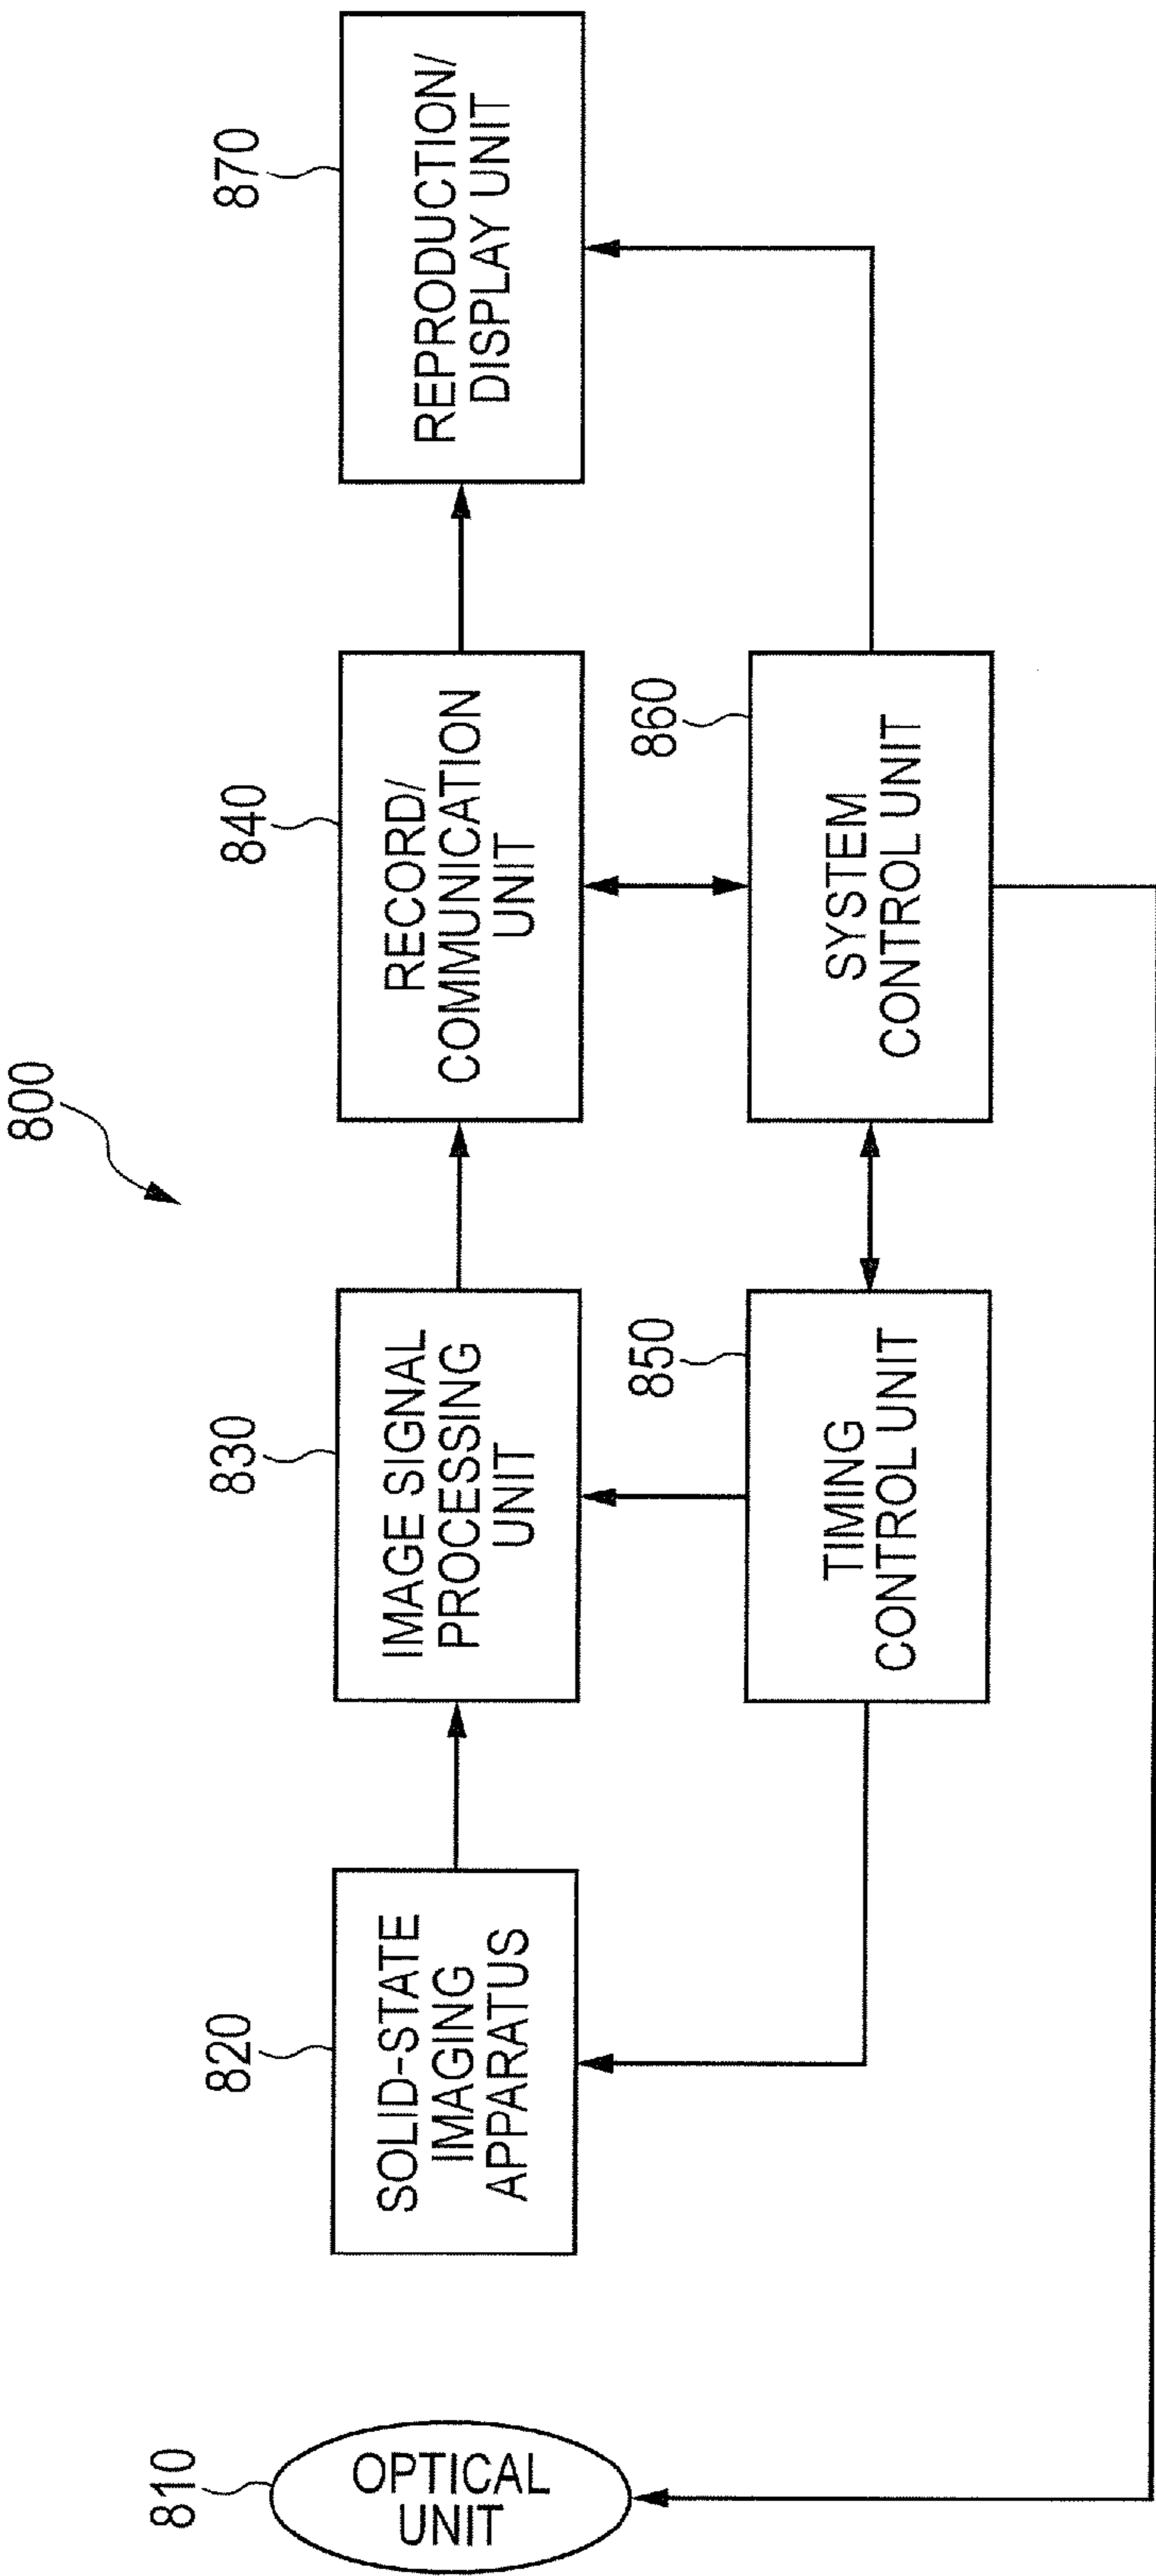 800
810
OPTICAL
UNIT
820
SOLID-STATE
IMAGING
APPARATUS
830
IMAGE SIGNAL
PROCESSING
UNIT
840
RECORD/
COMMUNICATION
UNIT
870
REPRODUCTION/
DISPLAY UNIT
850
TIMING
CONTROL UNIT
860
SYSTEM
CONTROL UNIT